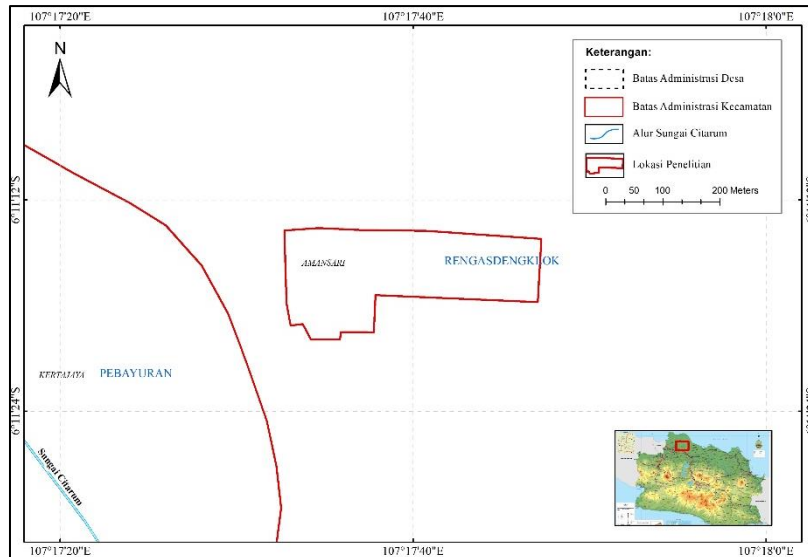 107°17'20"E
107°17'40"E
107°18'0"E
N
Keterangan:
Batas Administrasi Desa
Batas Administrasi Kecamatan
Alur Sungai Citarum
Lokasi Penelitian
0 50 100 200 Meters
6°11'12"S
AMANSARI
RENGASDENGKLOK
KERTAJAYA
PEBAYURAN
6°11'24"S
Sungai Citarum
107°17'20"E
107°17'40"E
107°18'0"E